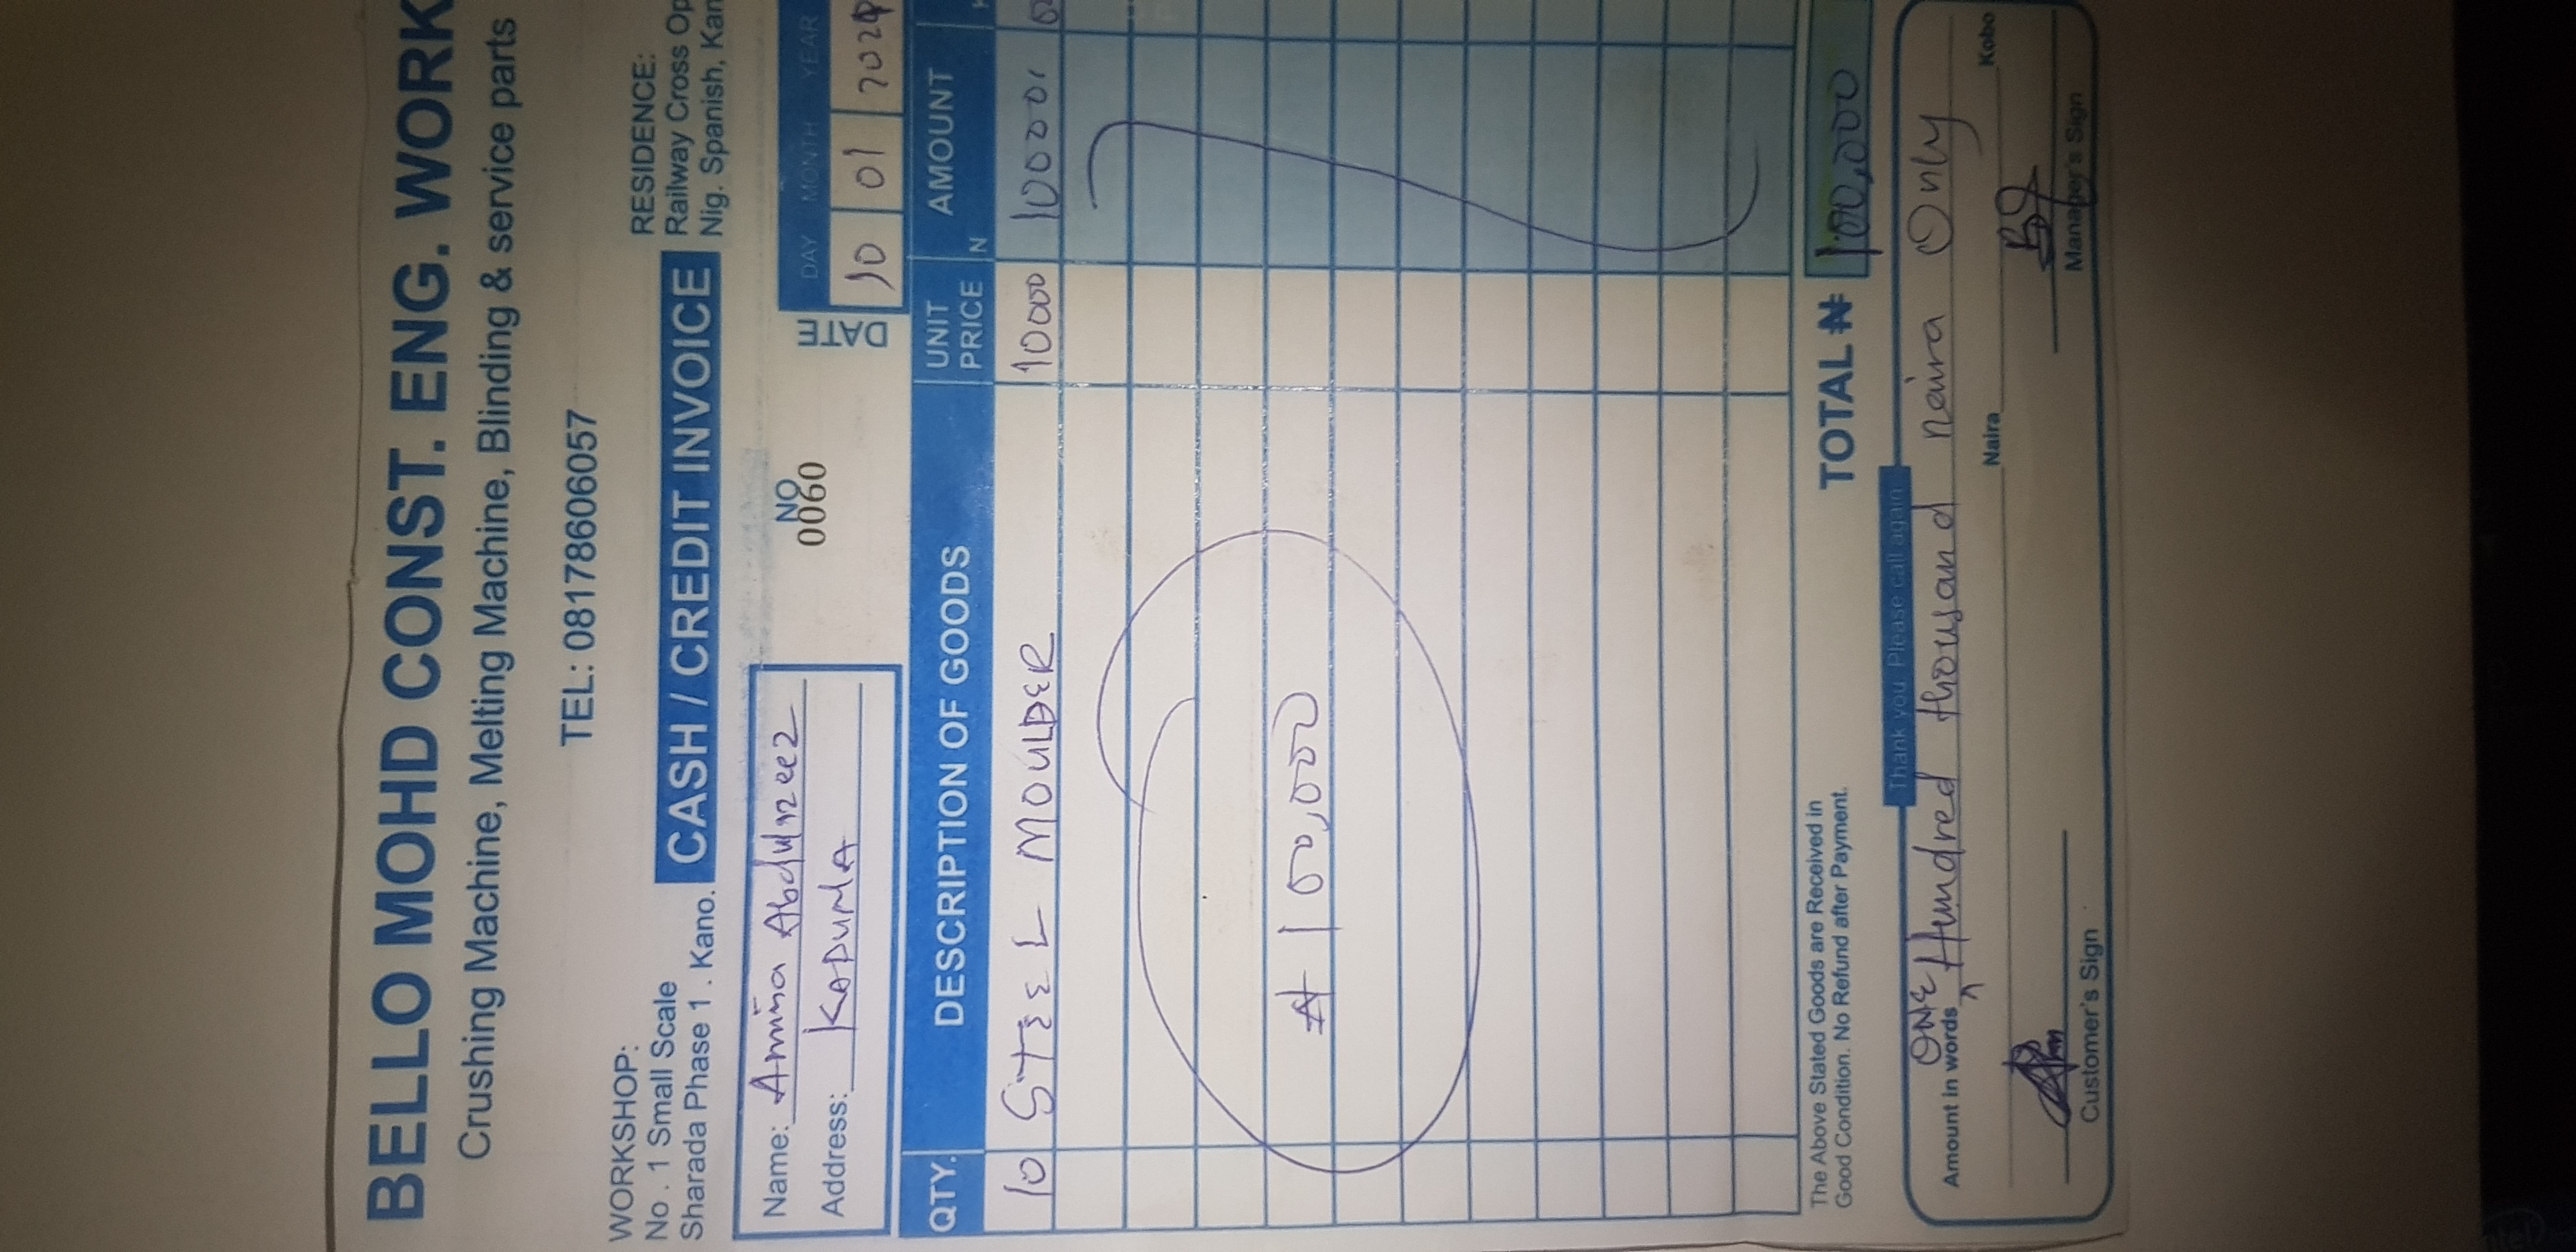 BELLO MOHD CONST. ENG. WORK
Crushing Machine, Melting Machine, Blinding & service parts
TEL: 08178606057
WORKSHOP:
No . 1 Small Scale
Sharada Phase 1 . Kano.
CASH / CREDIT INVOICE
RESIDENCE:
Railway Cross Op
Nig. Spanish, Kan
Name: Amina
Address: KADUNA
NO
0060
DATE
DAY MONTH YEAR
10 01 2024
QTY. DESCRIPTION OF GOODS UNIT PRICE AMOUNT
N
10 STEEL MOULDER 10000 100000
₦ 100,000
The Above Stated Goods are Received in
Good Condition. No Refund after Payment.
TOTAL ₦ 100,000
Thank you. Please call again
Amount in words ONE Hundred thousand naira Only
Naira Kobo
Customer's Sign Manager's Sign